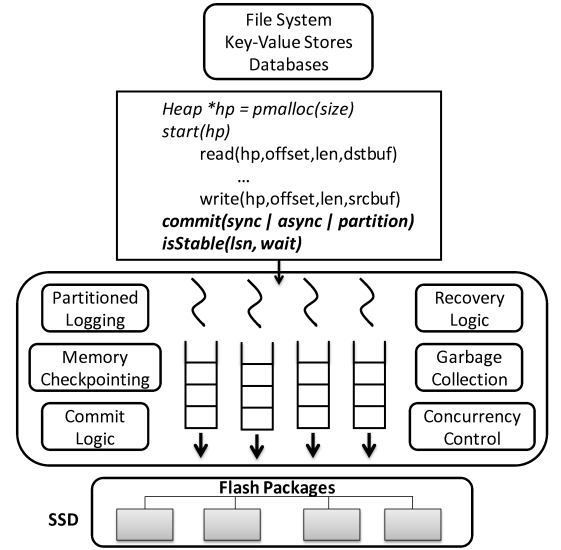 File System
Key-Value Stores
Databases
Heap *hp = pmalloc(size)
start(hp)
read(hp,offset,len,dstbuf)
...
write(hp,offset,len,srcbuf)
commit(sync | async | partition)
isStable(lsn, wait)
Partitioned
Logging
Memory
Checkpointing
Commit
Logic
Recovery
Logic
Garbage
Collection
Concurrency
Control
Flash Packages
SSD